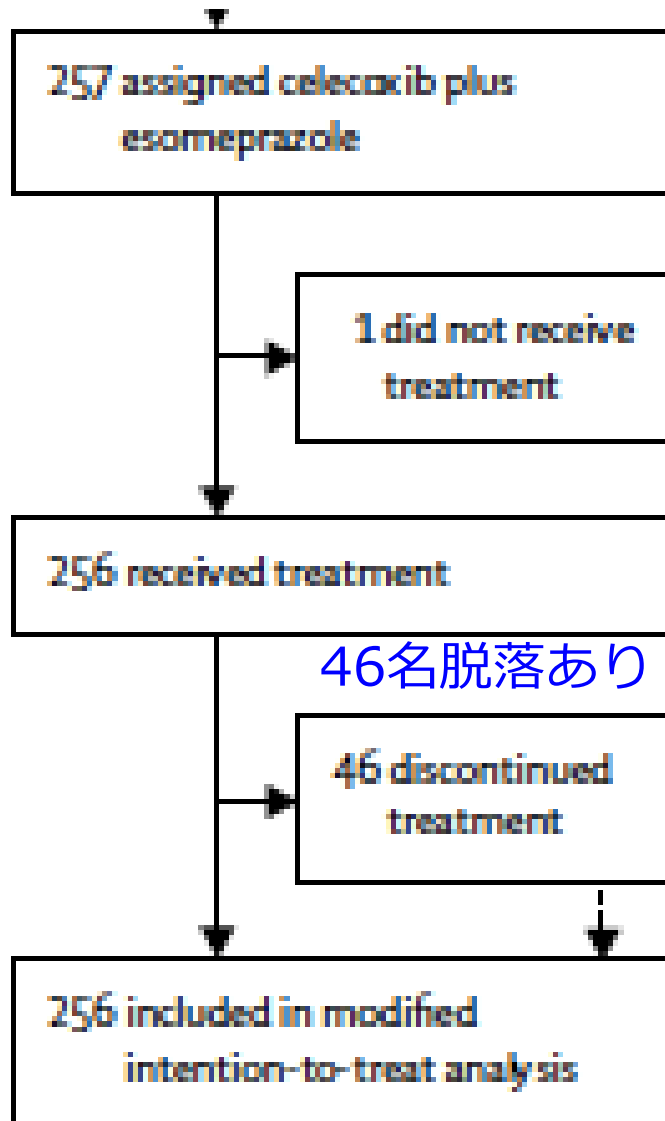 257 assigned celecoxib plus
esomeprazole
1 did not receive
treatment
256 received treatment
46名脱落あり
46 discontinued
treatment
256 included in modified
intention-to-treat analysis